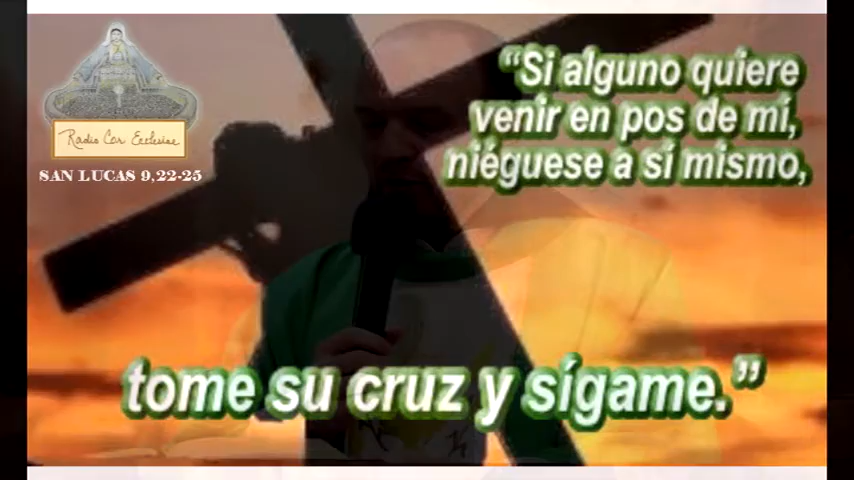 Radio Cor Ecclesiae
SAN LUCAS 9,22-25
“Si alguno quiere
venir en pos de mí,
niéguese a sí mismo,
tome su cruz y sígame.”